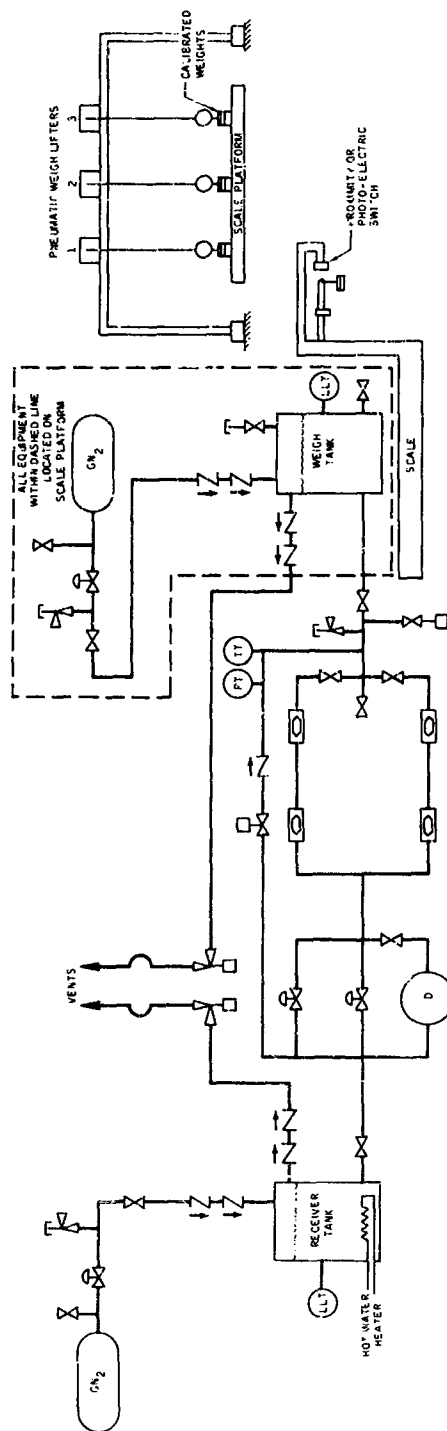 PNEUMATIC WEIGH LIFTERS
1
2
3
CALIBRATED
WEIGHTS
SCALE PLATFORM
ALL EQUIPMENT
WITHIN DASHED LINE
LOCATED ON
SCALE PLATFORM
GN2
PROXIMITY OR
PHOTO-ELECTRIC
SWITCH
WEIGH
TANK
LLT
SCALE
PT
VENTS
D
GN2
RECEIVER
TANK
LLT
HOT WATER
HEATER